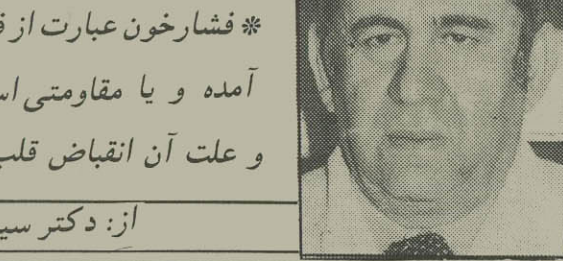 * فشارخون عبارت از
آمده و یا مقاومتی
و علت آن انقباض قلب
از: دکتر